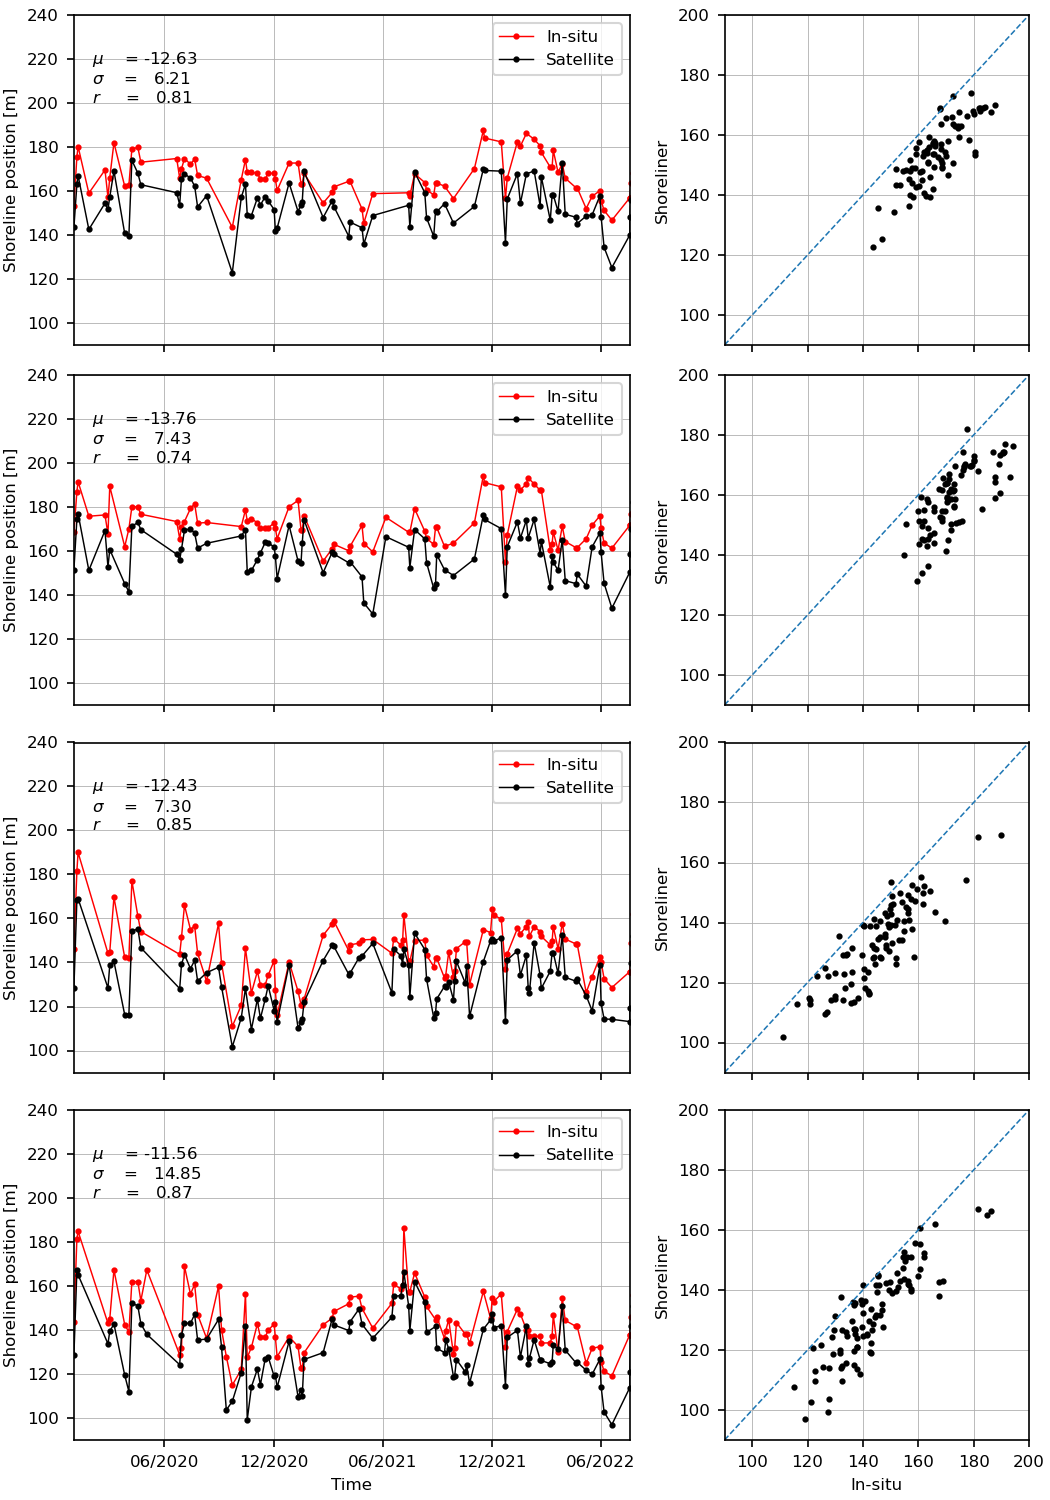 240
220
200
180
160
140
120
100
Shoreline position [m]
μ = -12.63
σ = 6.21
r = 0.81
In-situ
Satellite
200
180
160
140
120
100
Shoreliner
240
220
200
180
160
140
120
100
Shoreline position [m]
μ = -13.76
σ = 7.43
r = 0.74
In-situ
Satellite
200
180
160
140
120
100
Shoreliner
240
220
200
180
160
140
120
100
Shoreline position [m]
μ = -12.43
σ = 7.30
r = 0.85
In-situ
Satellite
200
180
160
140
120
100
Shoreliner
240
220
200
180
160
140
120
100
Shoreline position [m]
μ = -11.56
σ = 14.85
r = 0.87
In-situ
Satellite
06/2020 12/2020 06/2021 12/2021 06/2022
Time
200
180
160
140
120
100
Shoreliner
100 120 140 160 180 200
In-situ